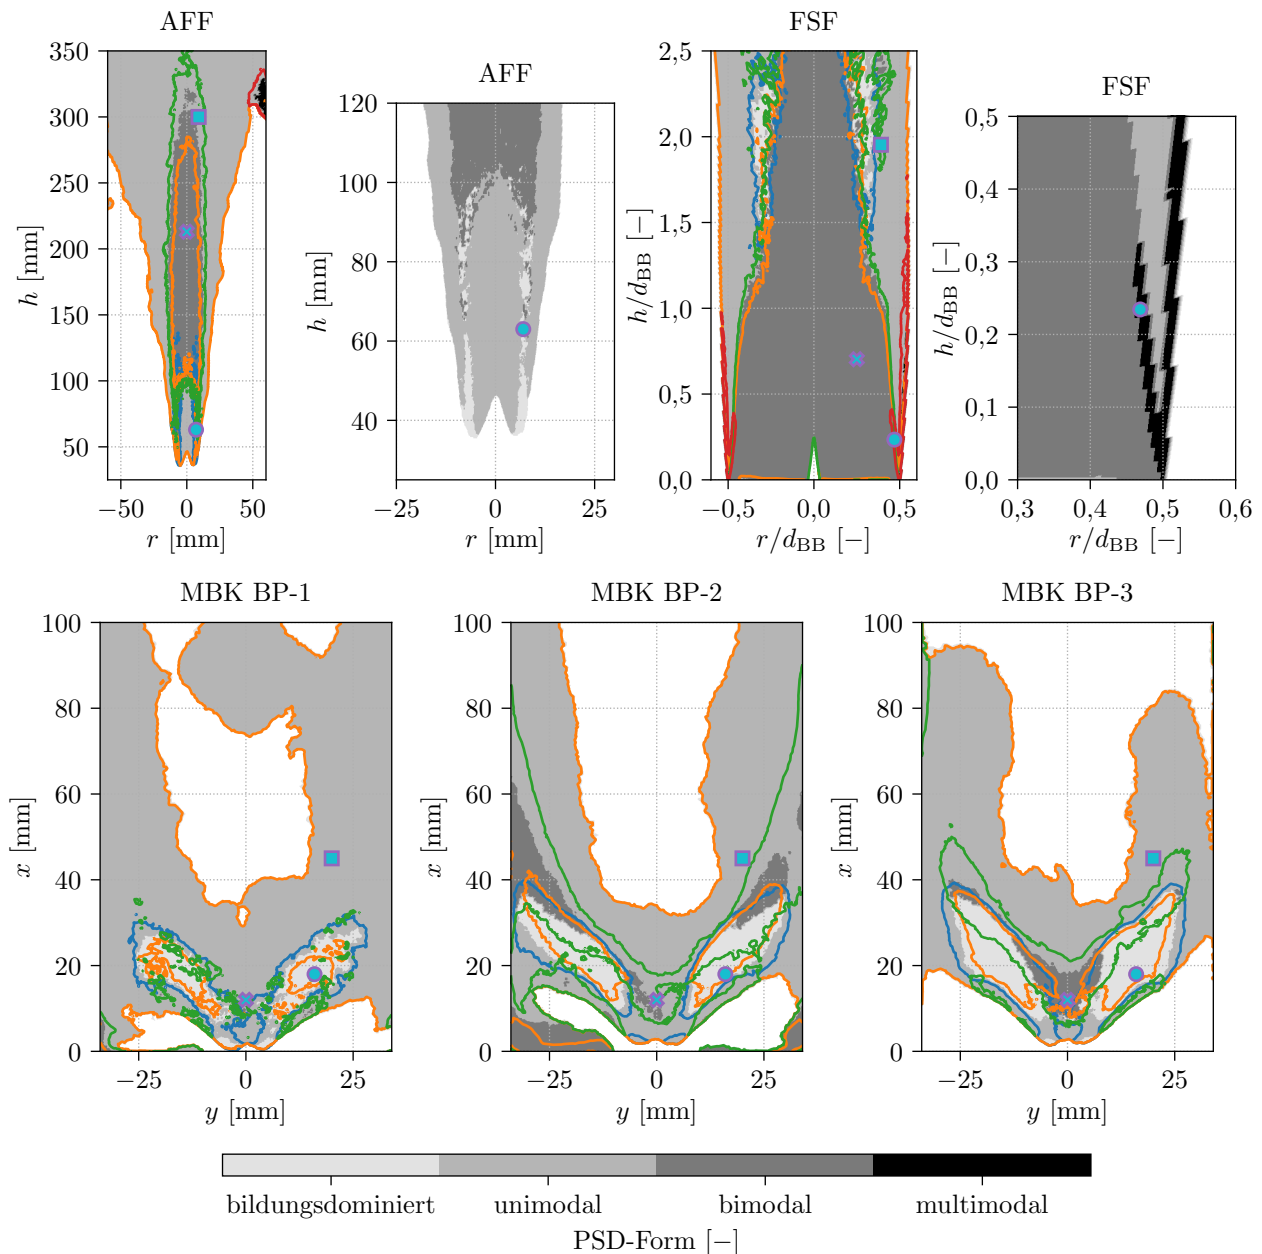 AFF
350
300
250
200
150
100
50
h [mm]
−50 0 50
r [mm]
AFF
120
100
80
60
40
h [mm]
−25 0 25
r [mm]
FSF
2,5
2,0
1,5
1,0
0,5
0,0
h/dBB [−]
−0,5 0,0 0,5
r/dBB [−]
FSF
0,5
0,4
0,3
0,2
0,1
0,0
h/dBB [−]
0,3 0,4 0,5 0,6
r/dBB [−]
MBK BP-1
100
80
60
40
20
0
x [mm]
−25 0 25
y [mm]
MBK BP-2
100
80
60
40
20
0
x [mm]
−25 0 25
y [mm]
MBK BP-3
100
80
60
40
20
0
x [mm]
−25 0 25
y [mm]
bildungsdominiert unimodal bimodal multimodal
PSD-Form [−]